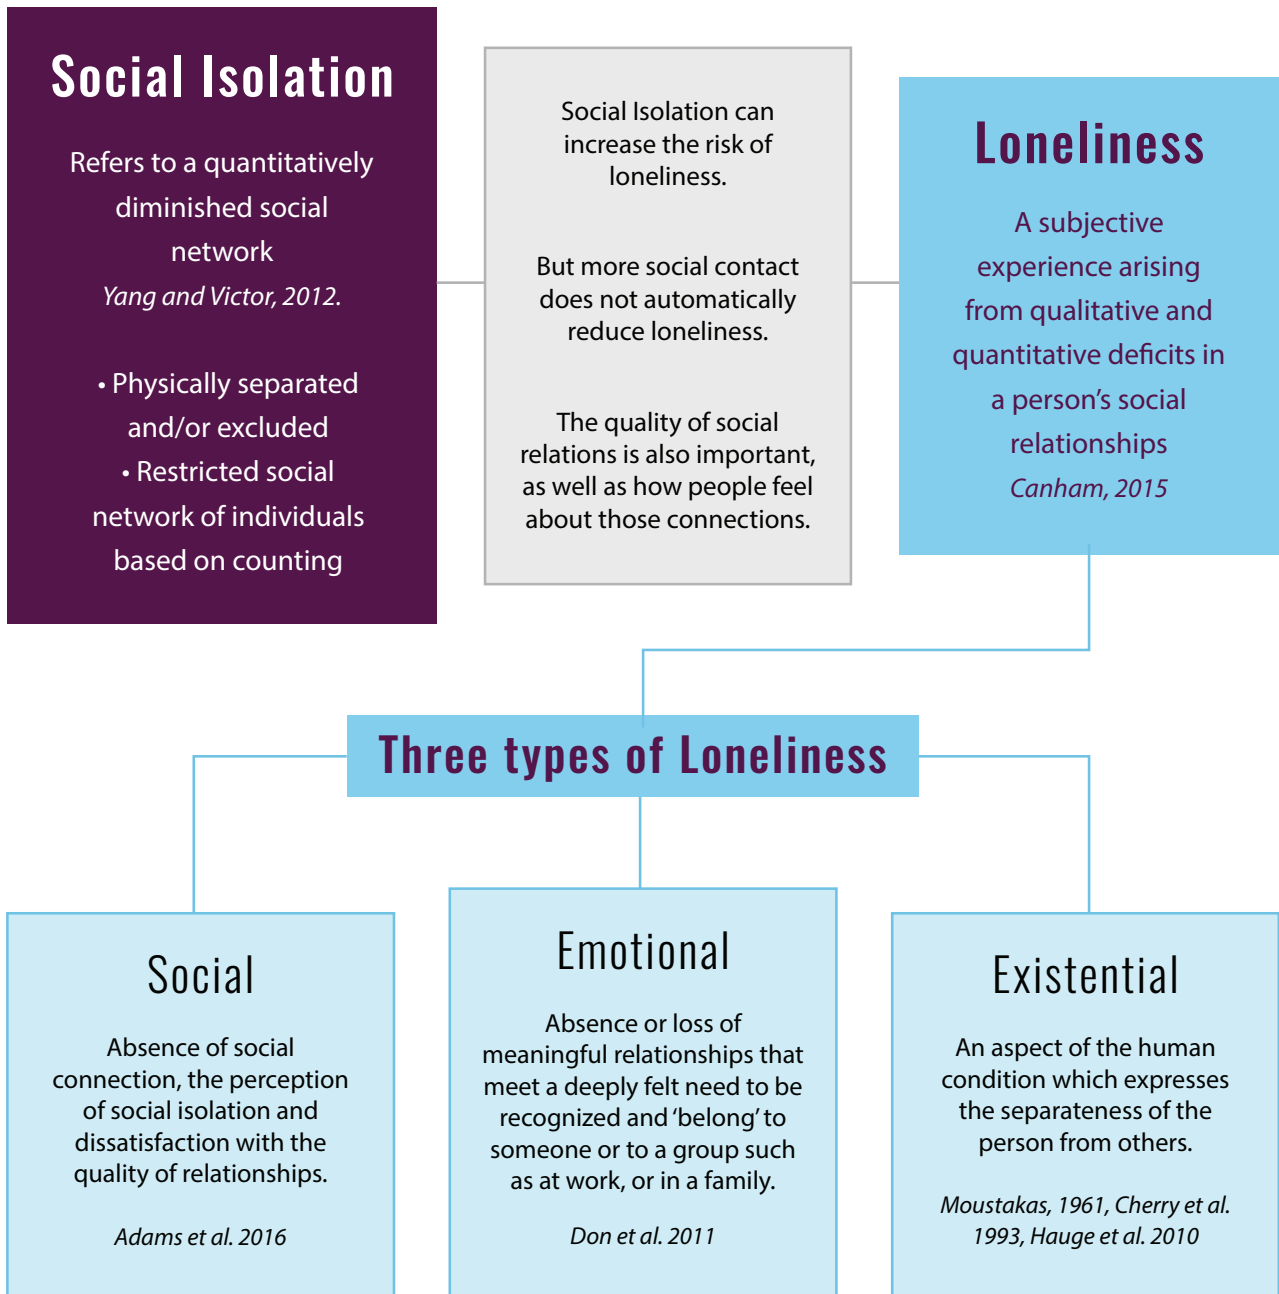 Social Isolation
Refers to a quantitatively
diminished social
network
Yang and Victor, 2012.
• Physically separated
and/or excluded
• Restricted social
network of individuals
based on counting
Social Isolation can
increase the risk of
loneliness.
But more social contact
does not automatically
reduce loneliness.
The quality of social
relations is also important,
as well as how people feel
about those connections.
Loneliness
A subjective
experience arising
from qualitative and
quantitative deficits in
a person’s social
relationships
Canham, 2015
Three types of Loneliness
Social
Absence of social
connection, the perception
of social isolation and
dissatisfaction with the
quality of relationships.
Adams et al. 2016
Emotional
Absence or loss of
meaningful relationships that
meet a deeply felt need to be
recognized and ‘belong’ to
someone or to a group such
as at work, or in a family.
Don et al. 2011
Existential
An aspect of the human
condition which expresses
the separateness of the
person from others.
Moustakas, 1961, Cherry et al.
1993, Hauge et al. 2010